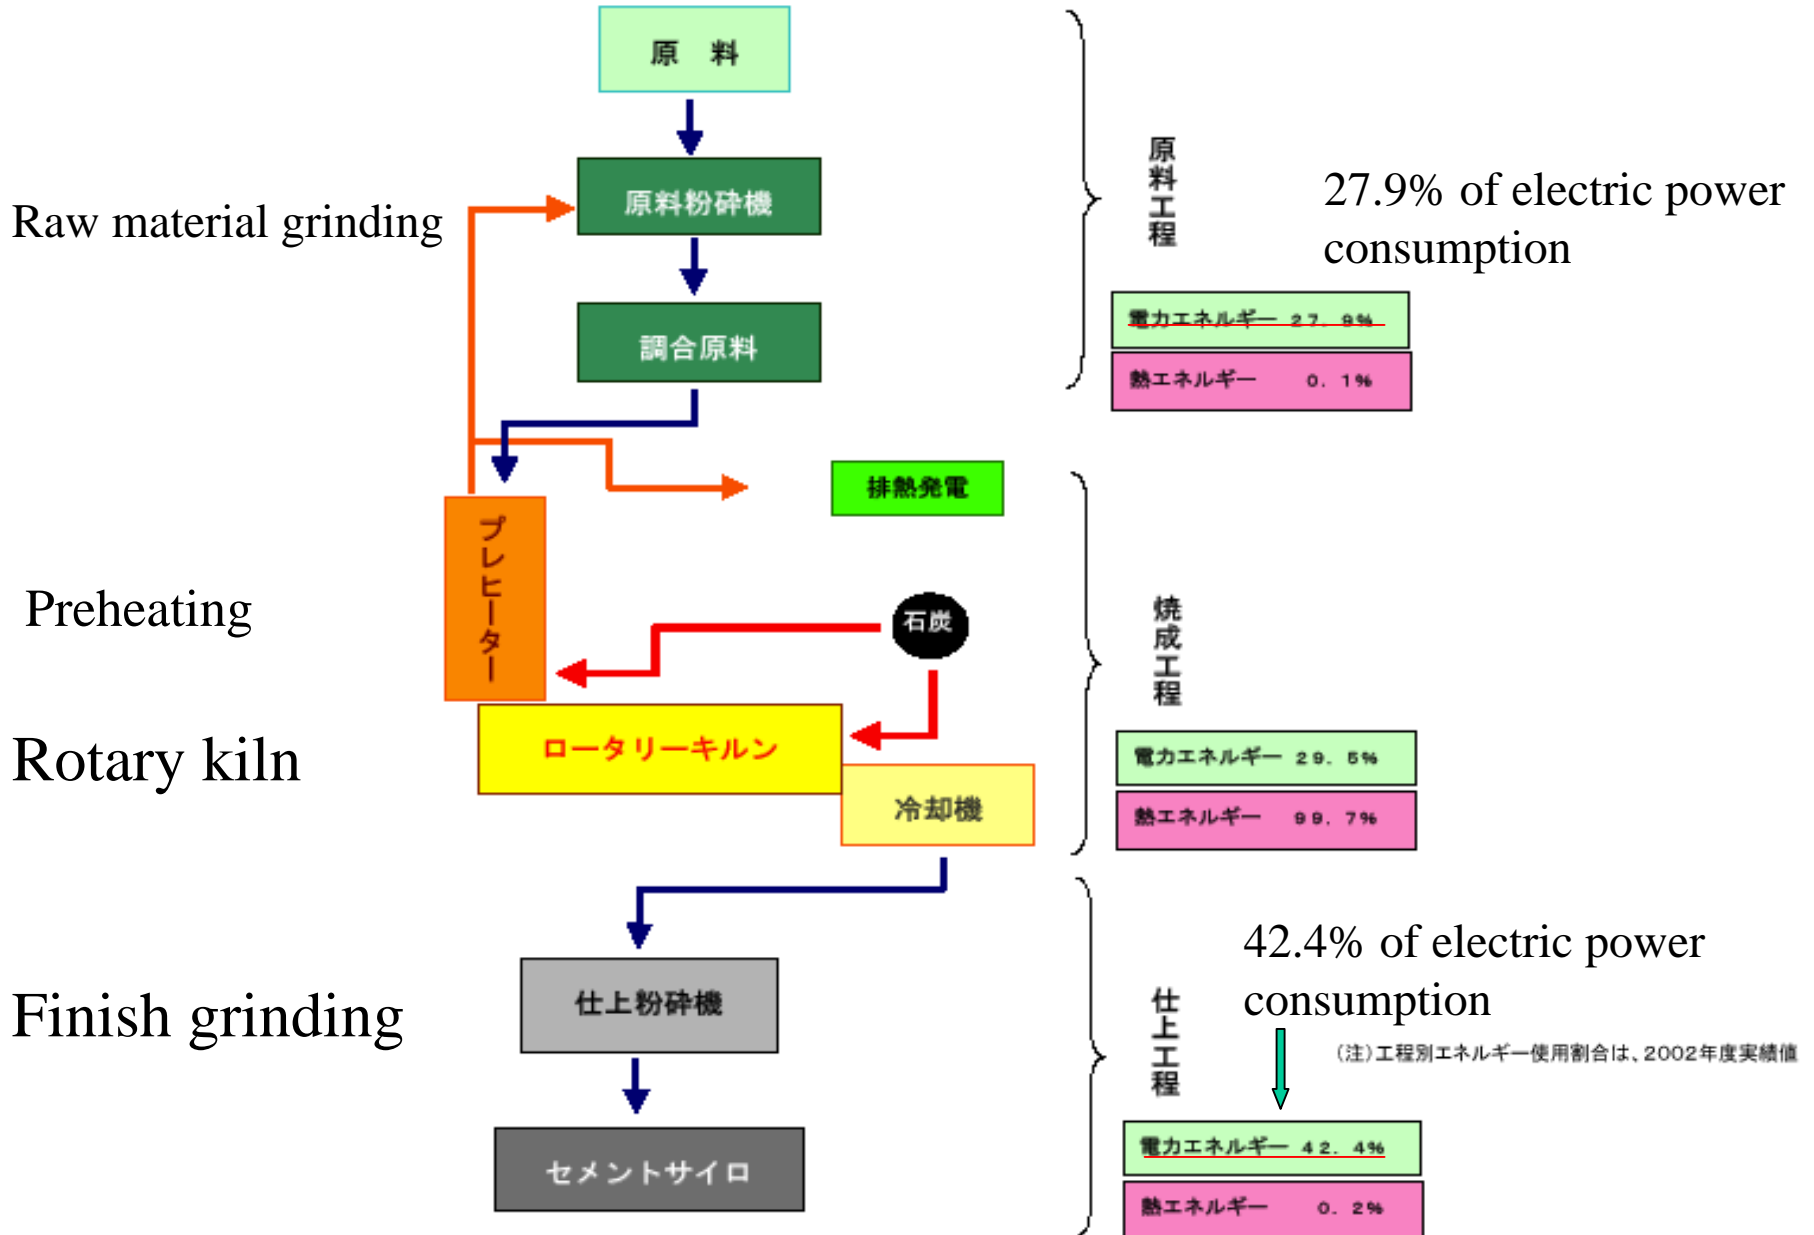 原 料
Raw material grinding
原料粉砕機
調合原料
原料工程
27.9% of electric power
consumption
電力エネルギー 27. 9%
熱エネルギー 0. 1%
排熱発電
Preheating
プレヒーター
石炭
焼成工程
Rotary kiln
ロータリーキルン
冷却機
電力エネルギー 29. 5%
熱エネルギー 99. 7%
Finish grinding
仕上粉砕機
セメントサイロ
仕上工程
42.4% of electric power
consumption
(注)工程別エネルギー使用割合は、2002年度実績値
電力エネルギー 42. 4%
熱エネルギー 0. 2%